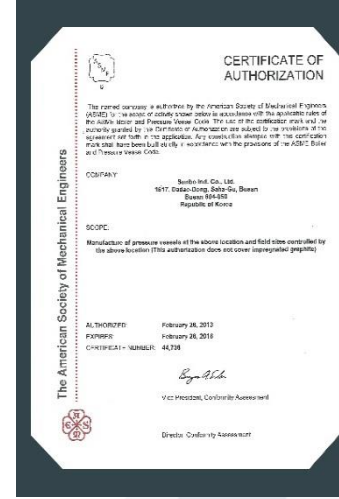 CERTIFICATE OF
AUTHORIZATION
The named company is authorized by the American Society of Mechanical Engineers
(ASME) for the scope of activity shown below in accordance with the applicable rules of
the ASME Boiler and Pressure Vessel Code. The use of the certification mark and the
authority granted by this Certificate of Authorization are subject to the provisions of the
agreement set forth in the application. Any construction stamped with this certification
mark shall have been built strictly in accordance with the provisions of the ASME Boiler
and Pressure Vessel Code.
COMPANY:
Ind. Co., Ltd.
1617, Dadae-Dong, Saha-Gu, Busan
Republic of Korea
SCOPE:
Manufacture of pressure vessels at the above location and field sites controlled by
the above location (This authorization does not cover impregnated graphite)
AUTHORIZED:
February 26,
EXPIRES:
February 26,
CERTIFICATE NUMBER:
Vice President, Conformity Assessment
Director Conformity Assessment
The American Society of Mechanical Engineers